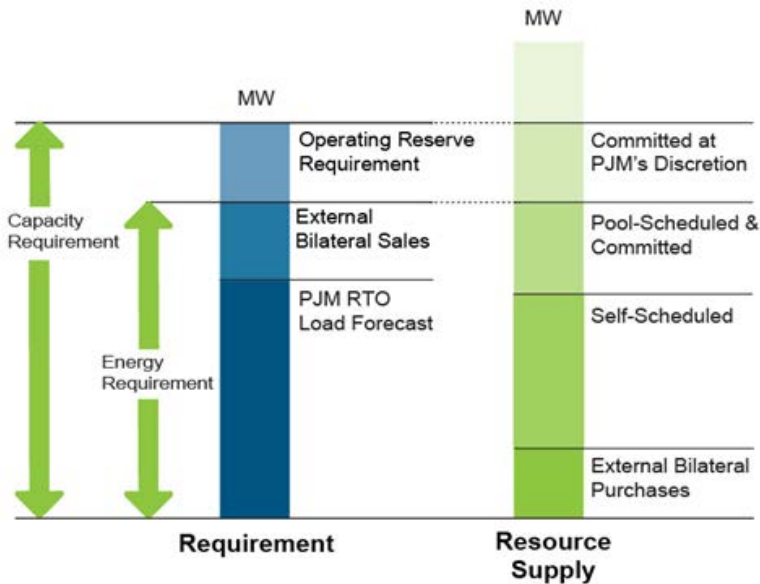 MW
MW
Operating Reserve
Requirement
Committed at
PJM's Discretion
Capacity
Requirement
External
Bilateral Sales
Pool-Scheduled &
Committed
PJM RTO
Load Forecast
Self-Scheduled
Energy
Requirement
External Bilateral
Purchases
Requirement
Resource
Supply